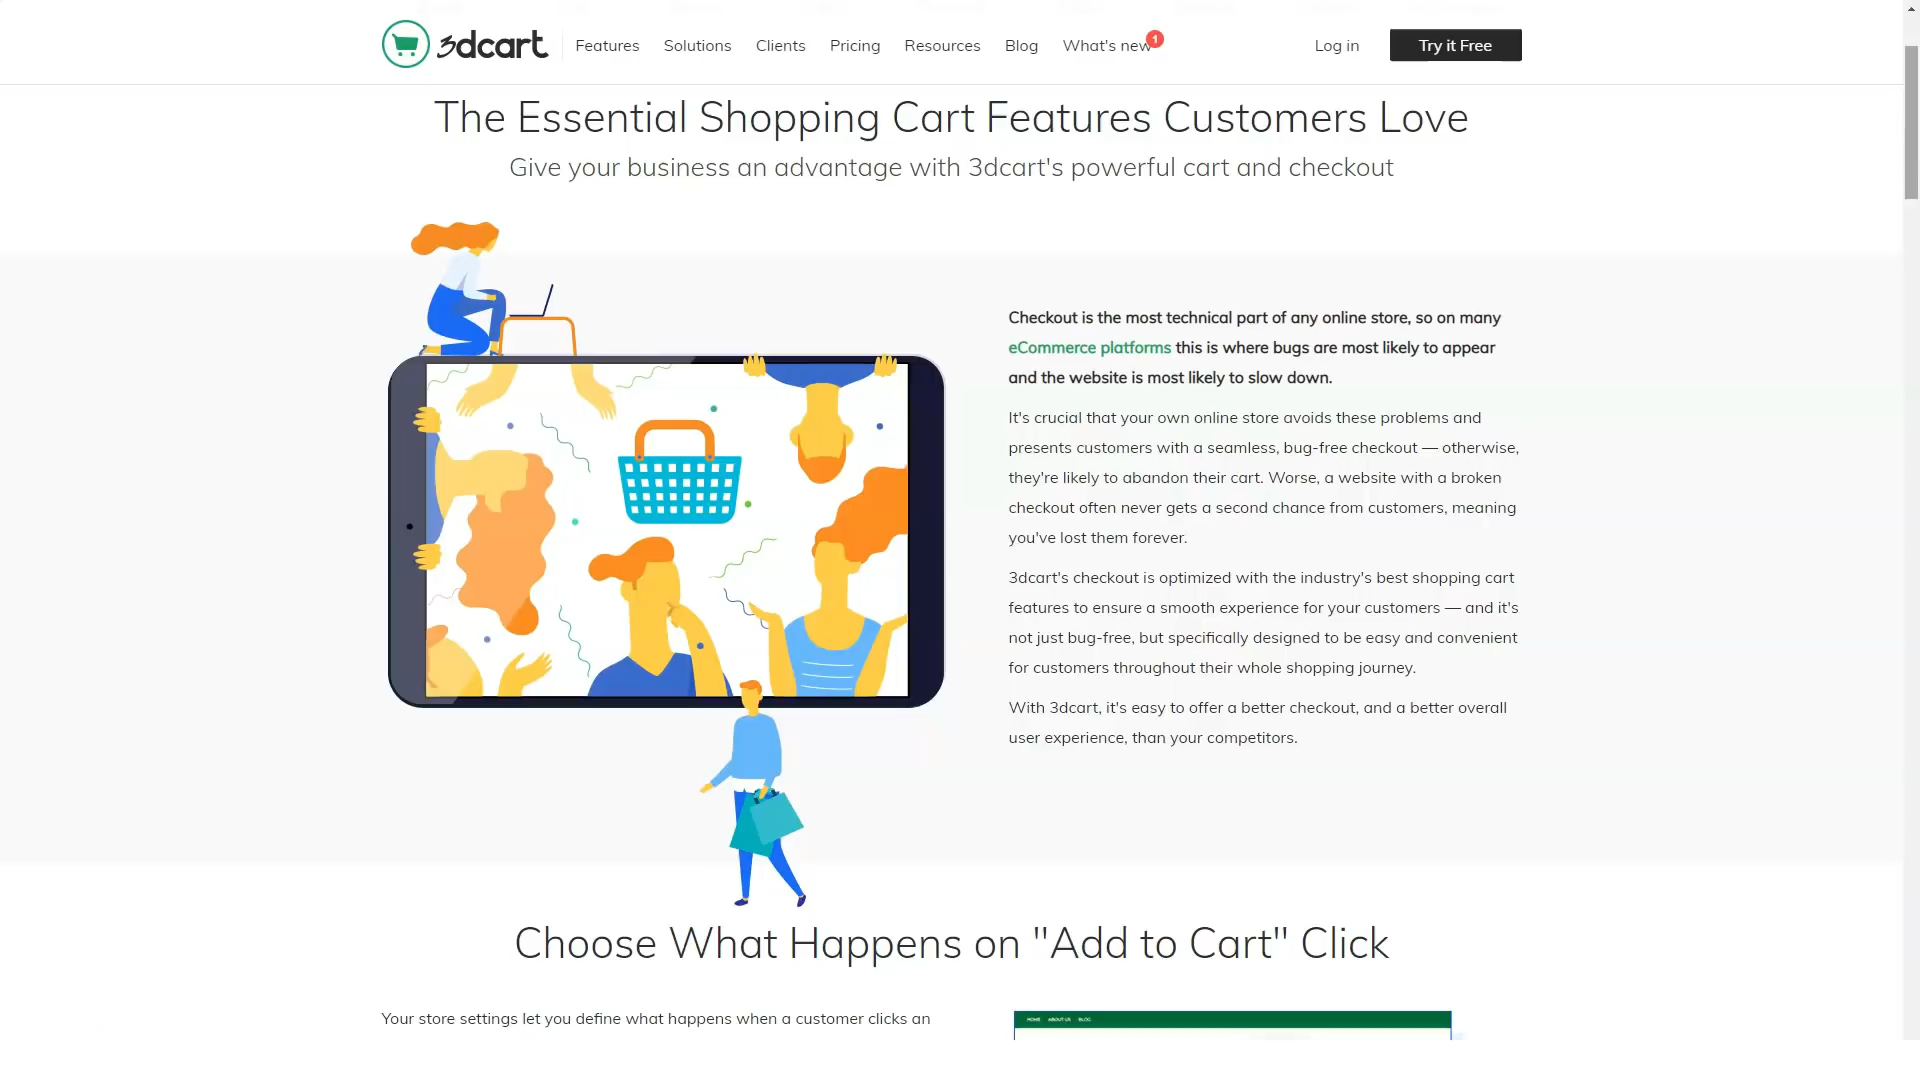 3dcart
Features
Solutions
Clients
Pricing
Resources
Blog
What's new
1
Log in
Try it Free
The Essential Shopping Cart Features Customers Love
Give your business an advantage with 3dcart's powerful cart and checkout
Checkout is the most technical part of any online store, so on many
eCommerce platforms this is where bugs are most likely to appear
and the website is most likely to slow down.
It's crucial that your own online store avoids these problems and
presents customers with a seamless, bug-free checkout — otherwise,
they're likely to abandon their cart. Worse, a website with a broken
checkout often never gets a second chance from customers, meaning
you've lost them forever.
3dcart's checkout is optimized with the industry's best shopping cart
features to ensure a smooth experience for your customers — and it's
not just bug-free, but specifically designed to be easy and convenient
for customers throughout their whole shopping journey.
With 3dcart, it's easy to offer a better checkout, and a better overall
user experience, than your competitors.
Choose What Happens on "Add to Cart" Click
Your store settings let you define what happens when a customer clicks an
HOME ABOUT US BLOG